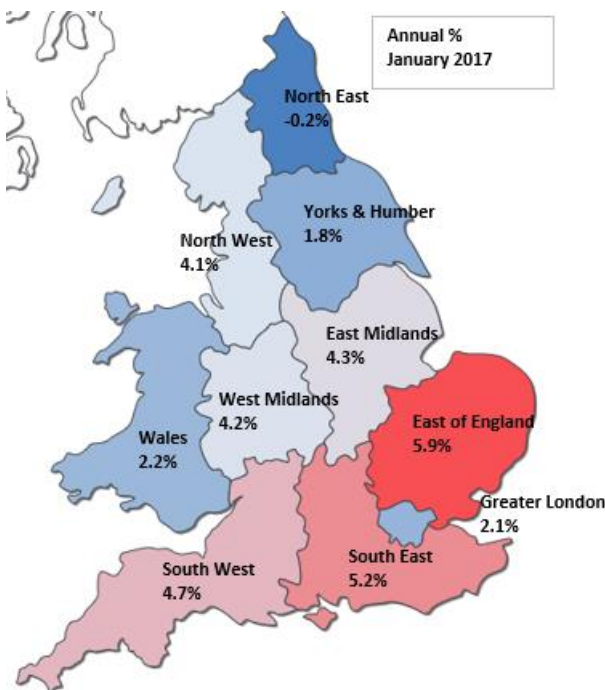 Annual %
January 2017
North East
-0.2%
Yorks & Humber
1.8%
North West
4.1%
East Midlands
4.3%
West Midlands
4.2%
East of England
5.9%
Wales
2.2%
Greater London
2.1%
South West
4.7%
South East
5.2%